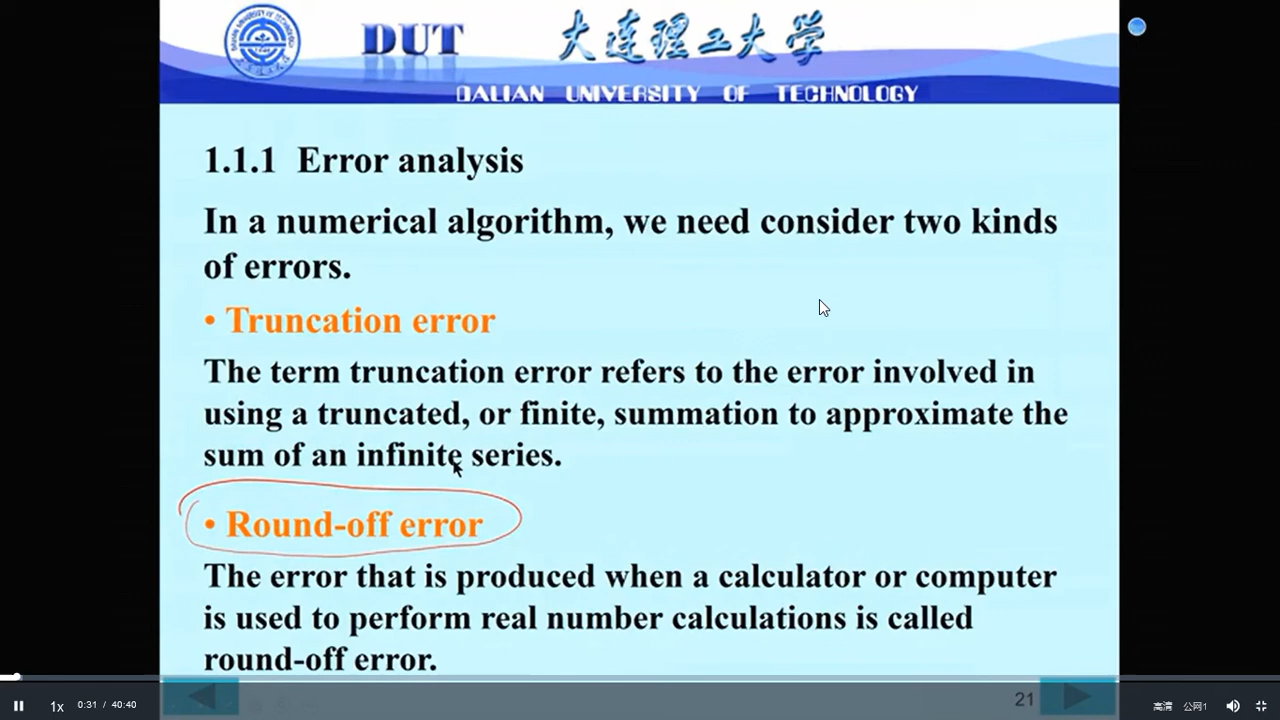 DUT 大连理工大学
DALIAN UNIVERSITY OF TECHNOLOGY
1.1.1 Error analysis
In a numerical algorithm, we need consider two kinds
of errors.
• Truncation error
The term truncation error refers to the error involved in
using a truncated, or finite, summation to approximate the
sum of an infinite series.
• Round-off error
The error that is produced when a calculator or computer
is used to perform real number calculations is called
round-off error.
21
1x 0:31 / 40:40 高清 公网1